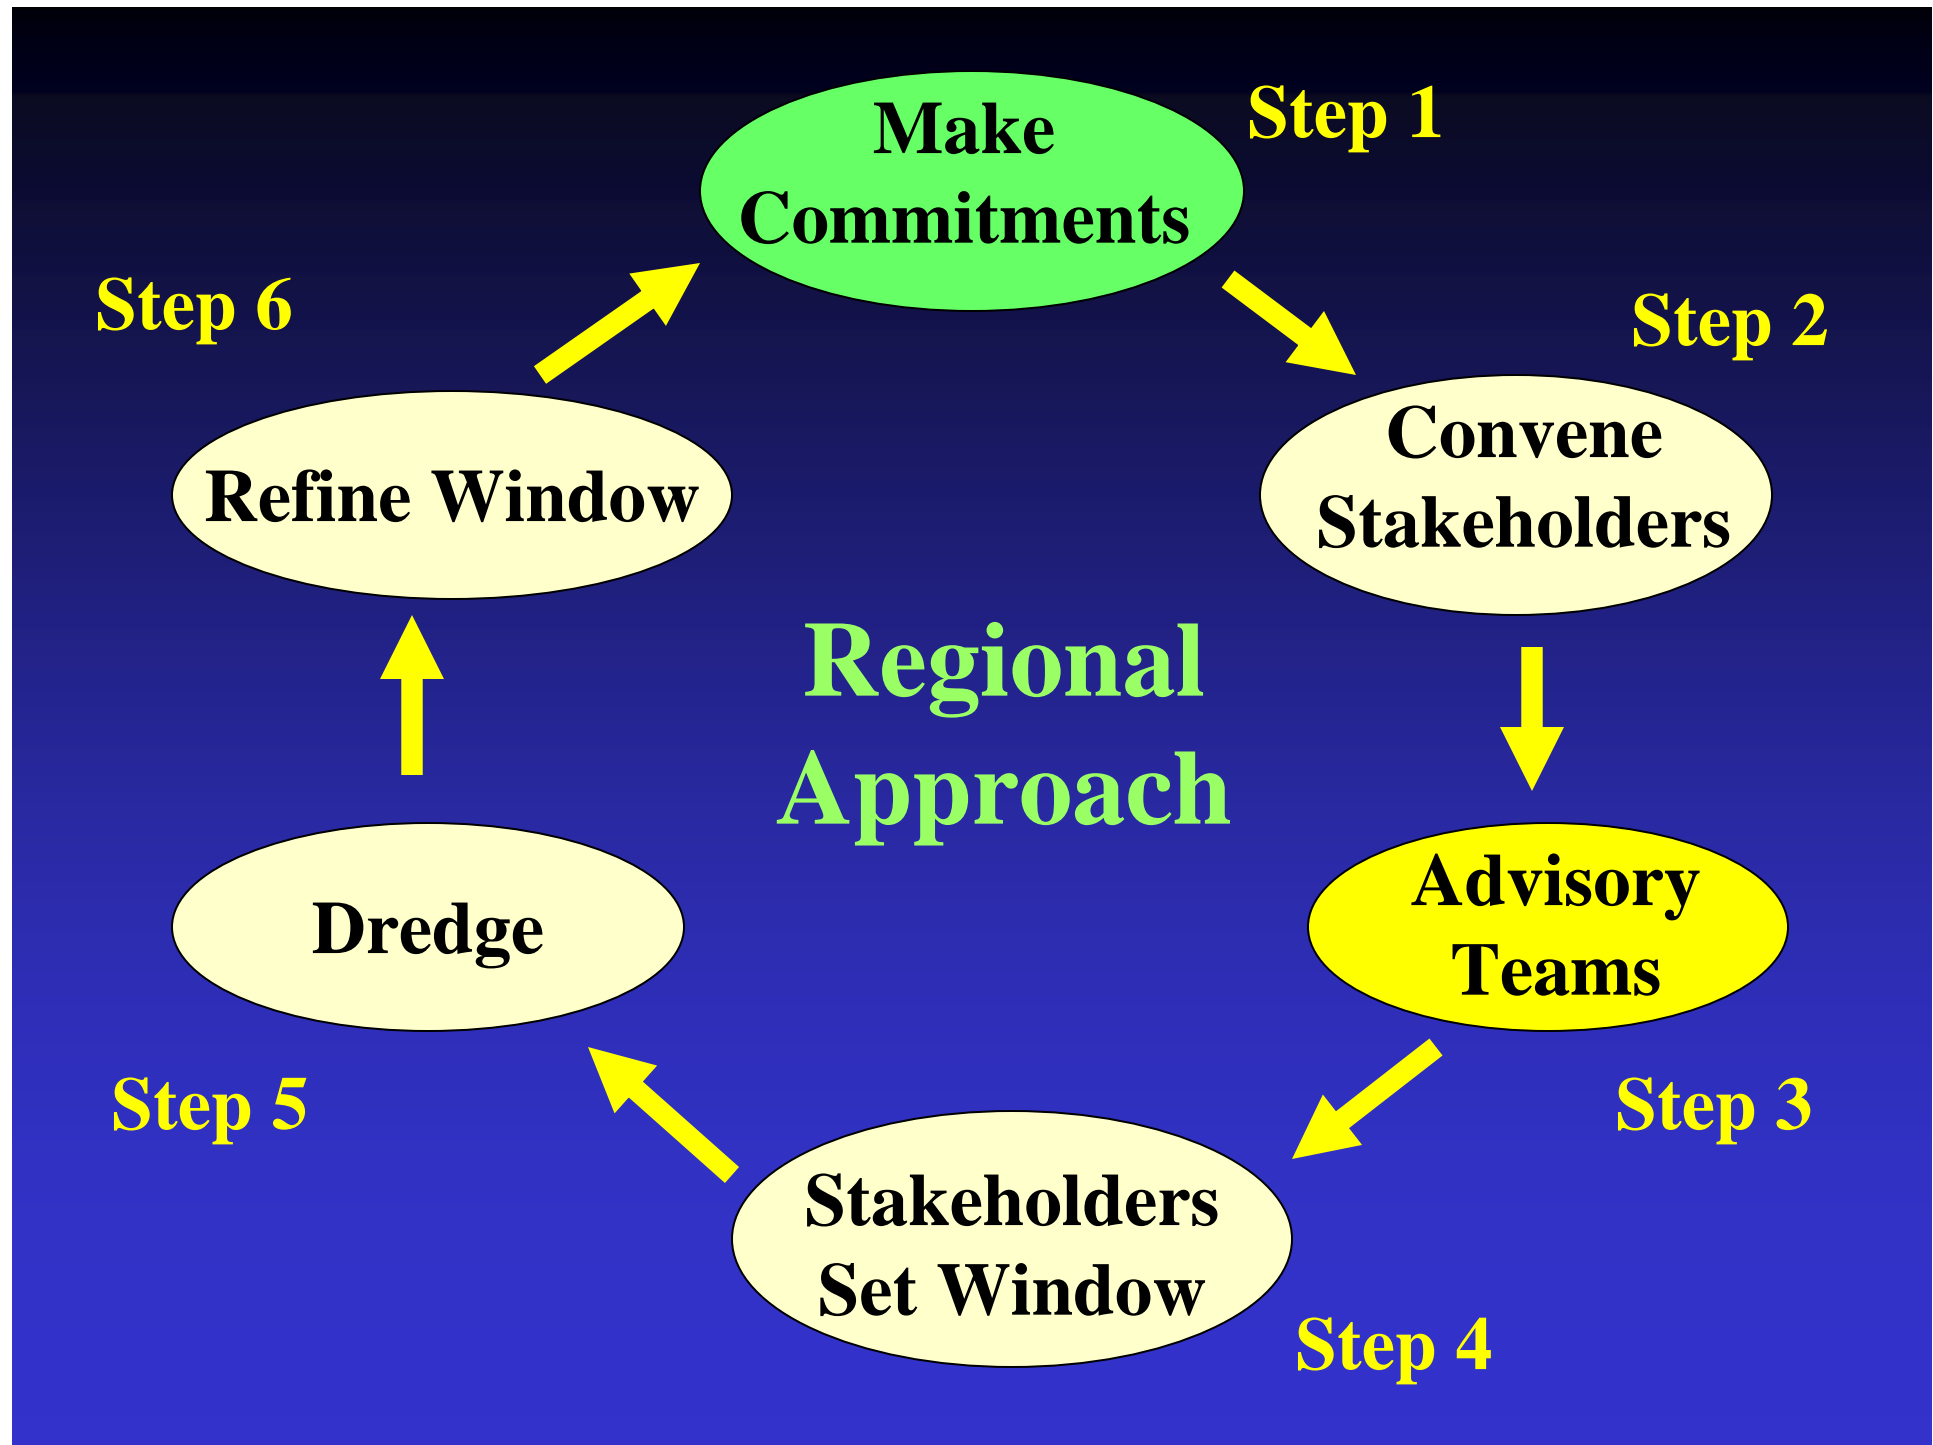 Make
Commitments
Step 1
Step 2
Convene
Stakeholders
Advisory
Teams
Step 3
Stakeholders
Set Window
Step 4
Dredge
Step 5
Step 6
Refine Window
Regional
Approach